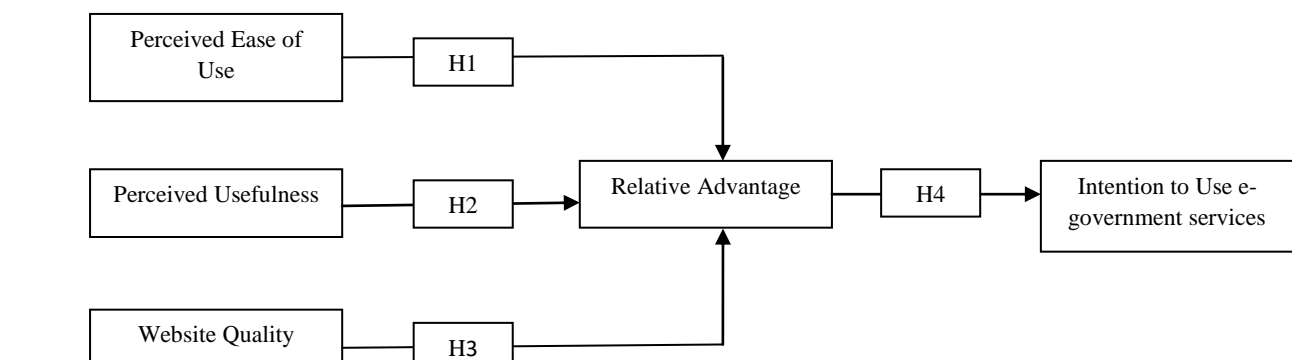 Perceived Ease of
Use
H1
Perceived Usefulness
H2
Relative Advantage
H4
Intention to Use e-
government services
Website Quality
H3